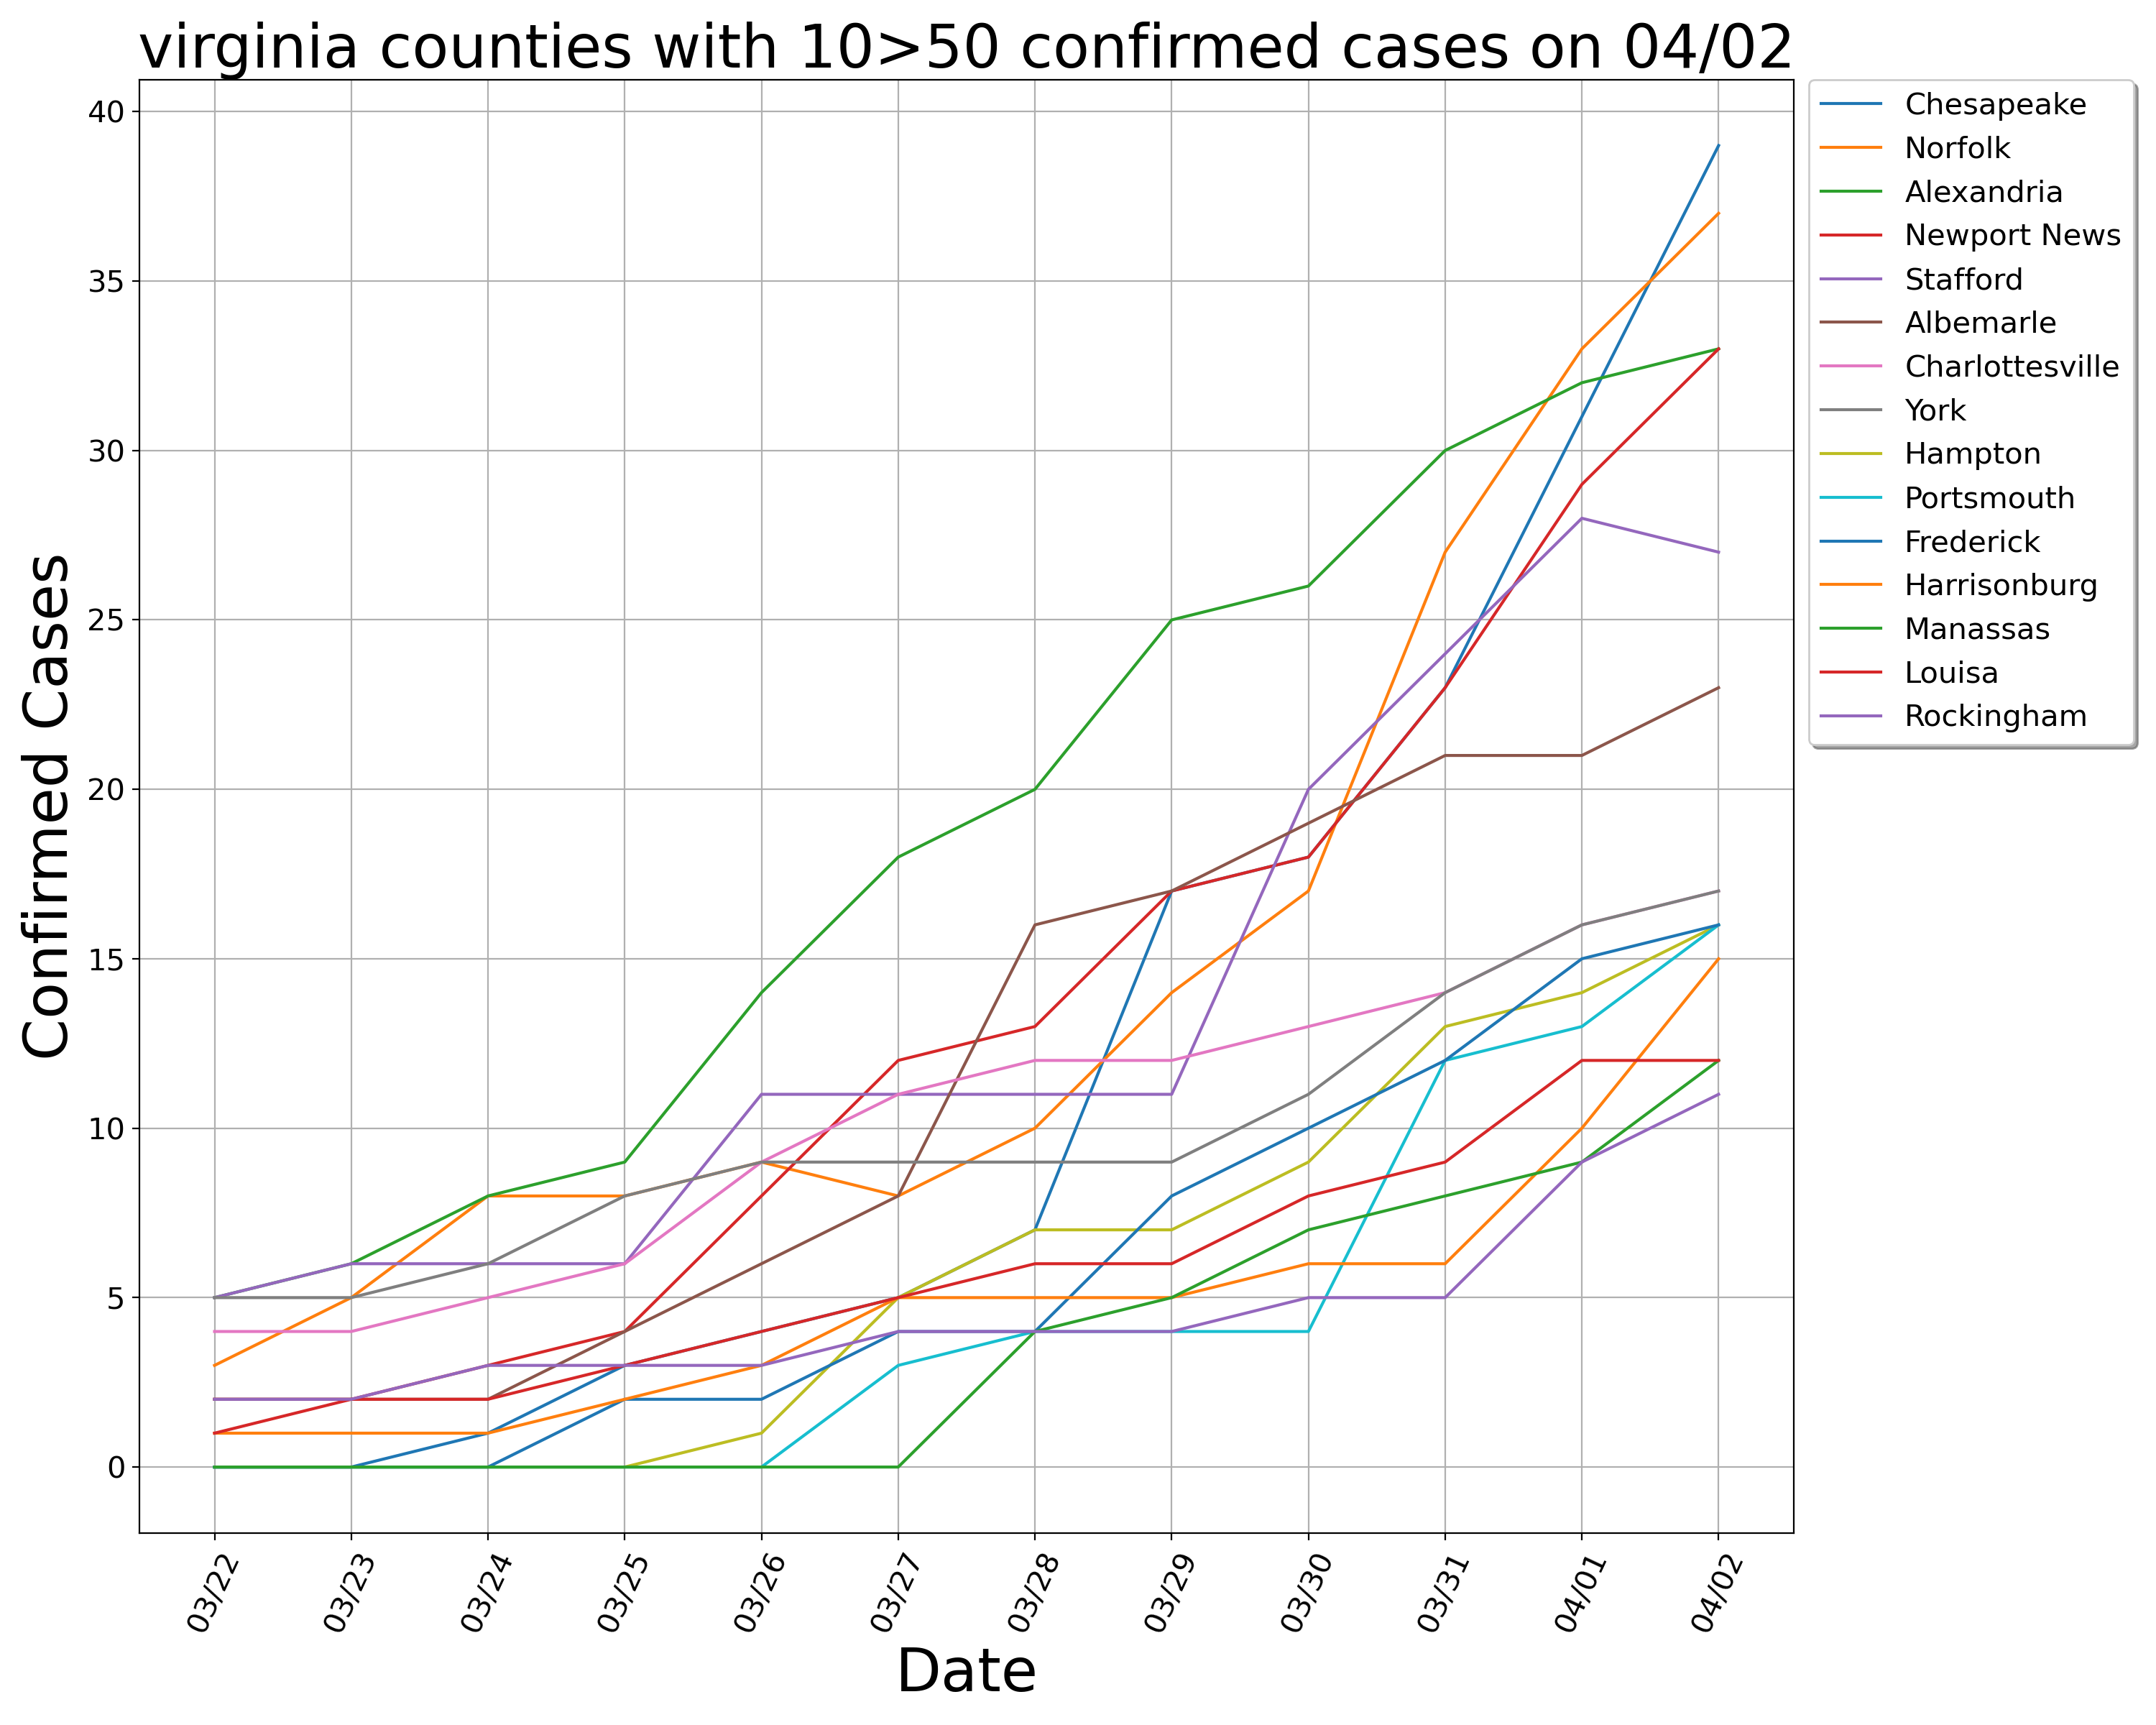 virginia counties with 10>50 confirmed cases on 04/02
Confirmed Cases
40
35
30
25
20
15
10
5
0
03/22
03/23
03/24
03/25
03/26
03/27
03/28
03/29
03/30
03/31
04/01
04/02
Date
Chesapeake
Norfolk
Alexandria
Newport News
Stafford
Albemarle
Charlottesville
York
Hampton
Portsmouth
Frederick
Harrisonburg
Manassas
Louisa
Rockingham